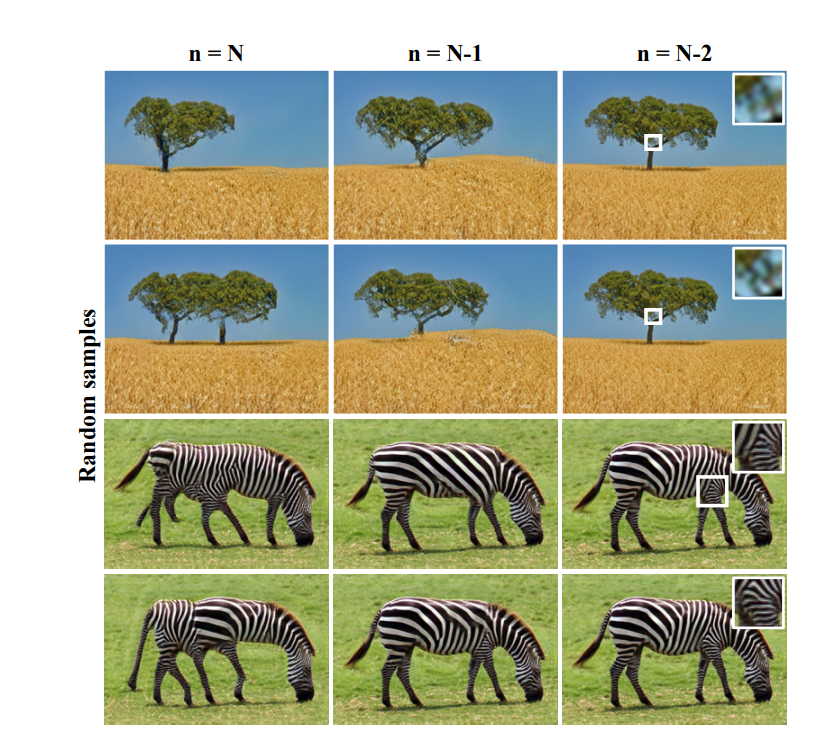 n = N
n = N-1
n = N-2
Random samples